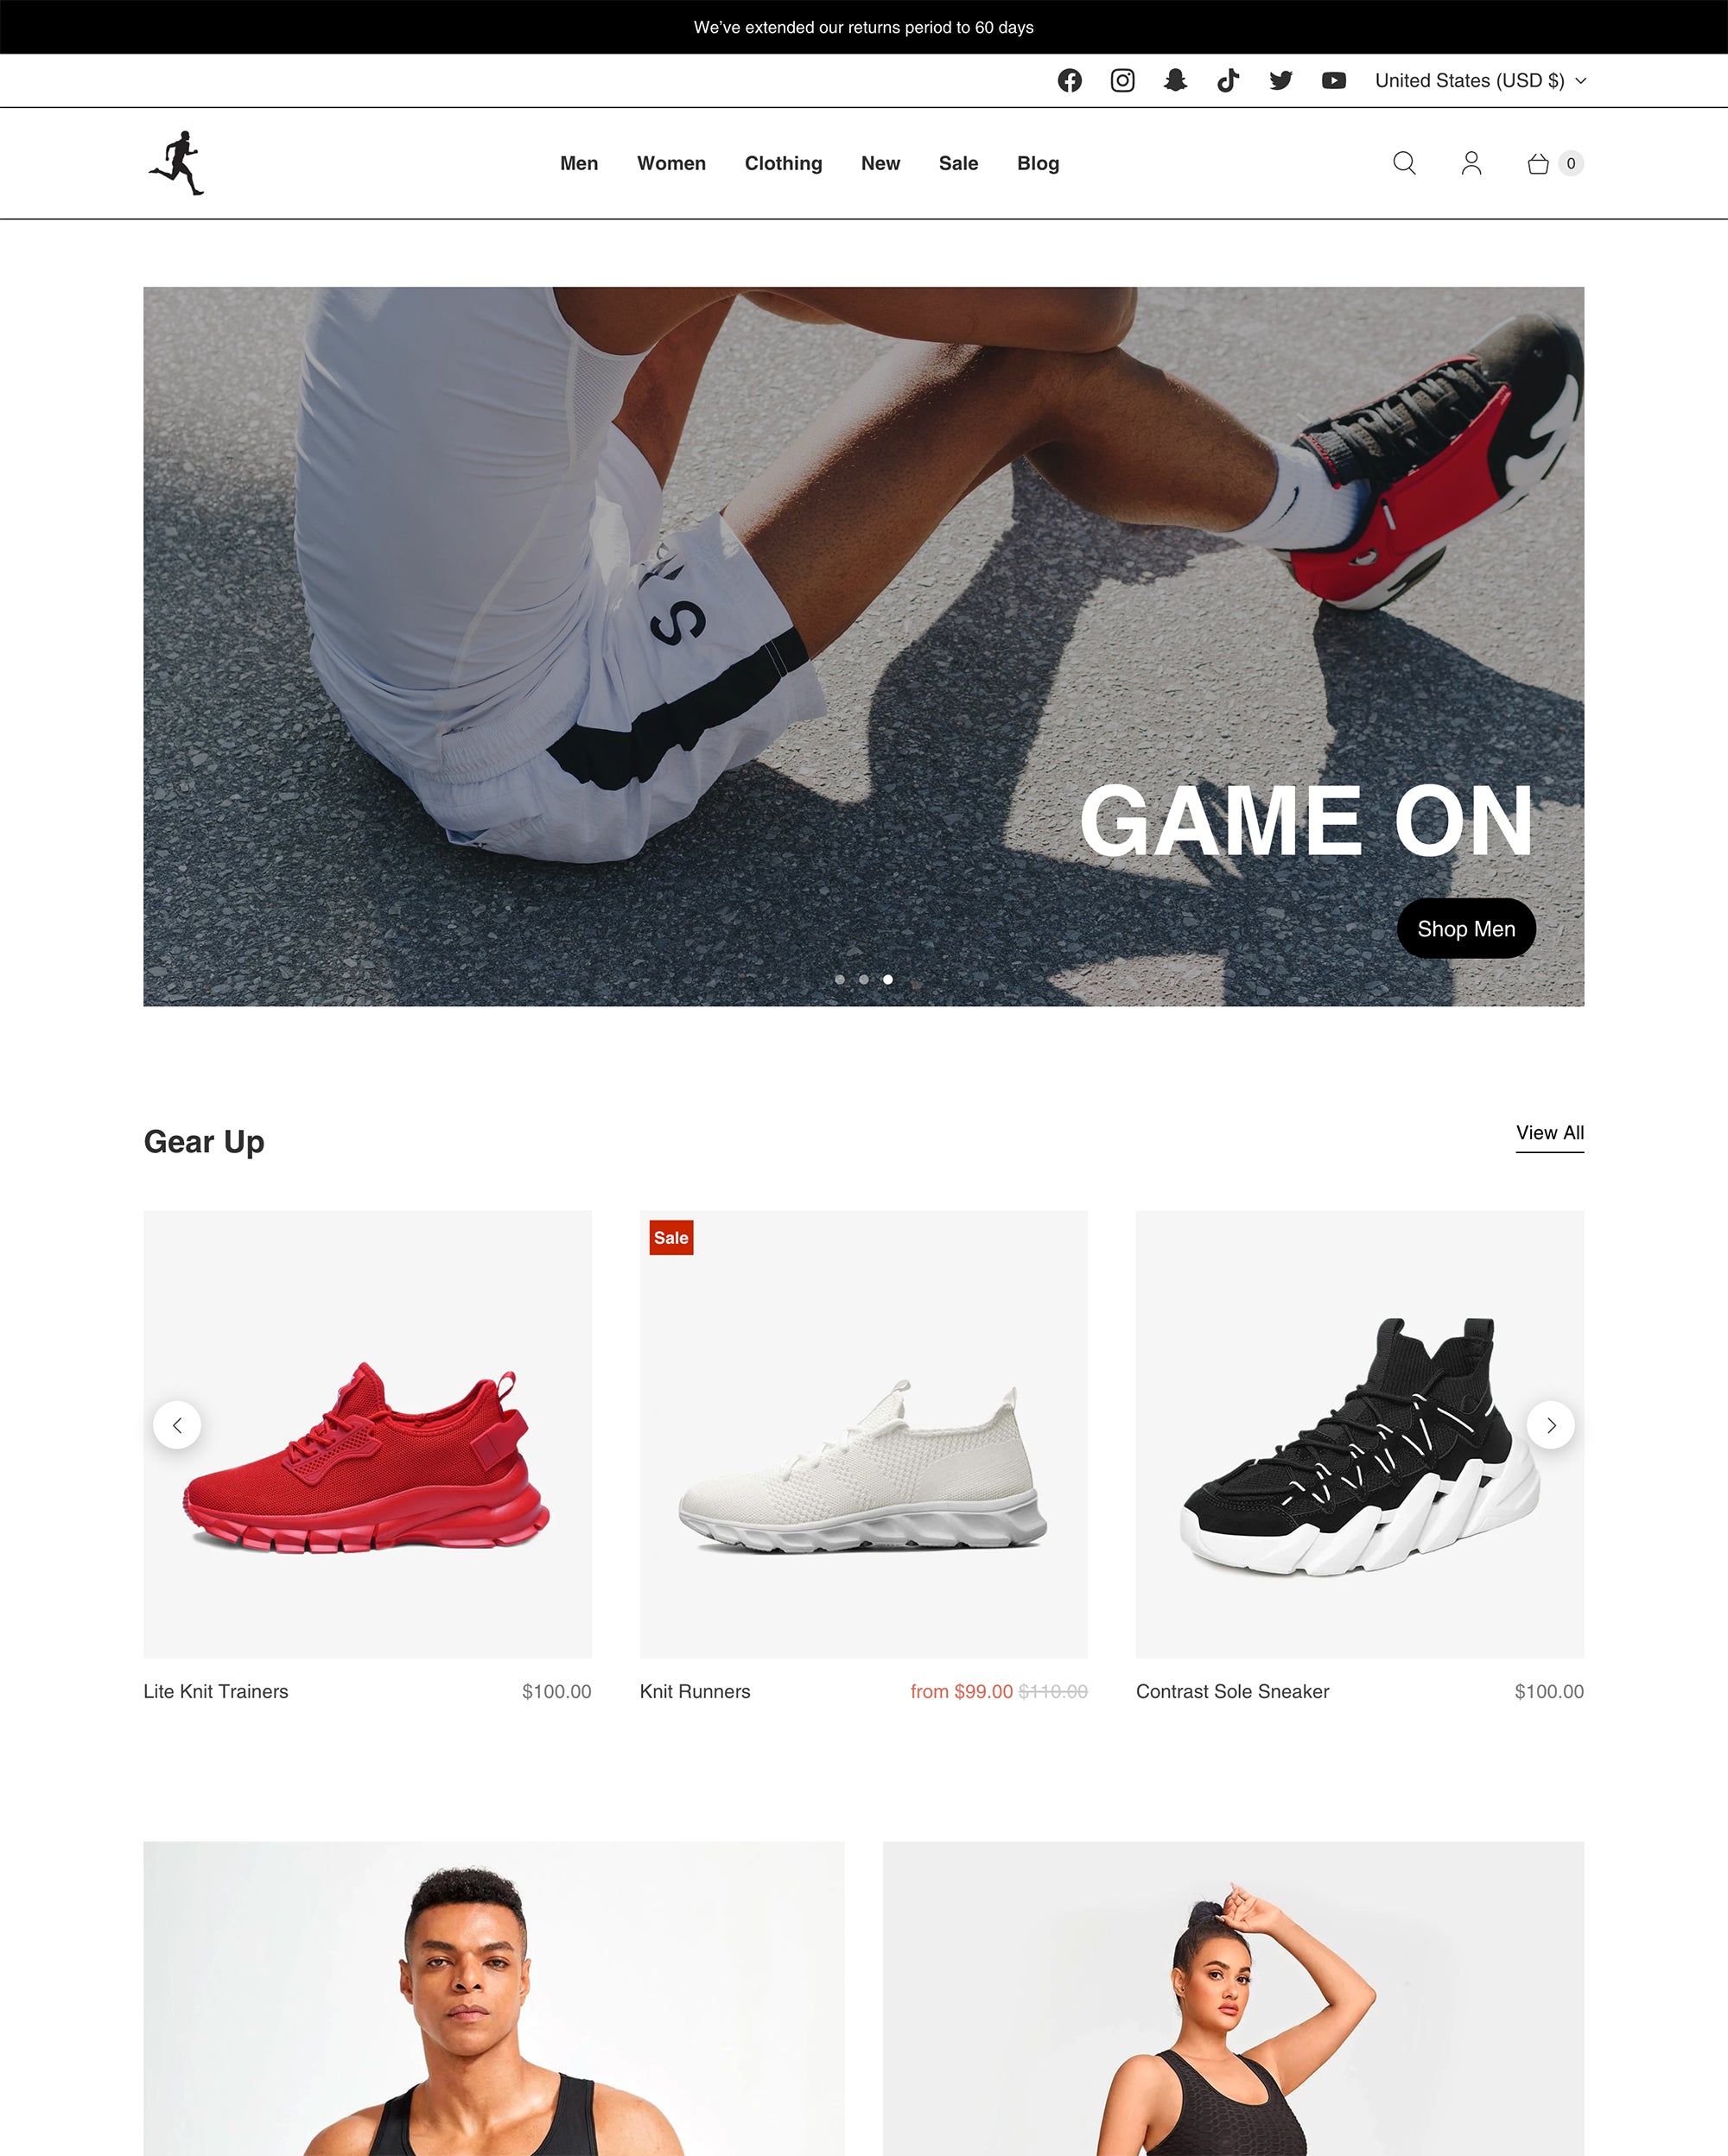 We’ve extended our returns period to 60 days
United States (USD $)
Men Women Clothing New Sale Blog
0
S
GAME ON
Shop Men
Gear Up
View All
Sale
Lite Knit Trainers $100.00
Knit Runners from $99.00 $110.00
Contrast Sole Sneaker $100.00